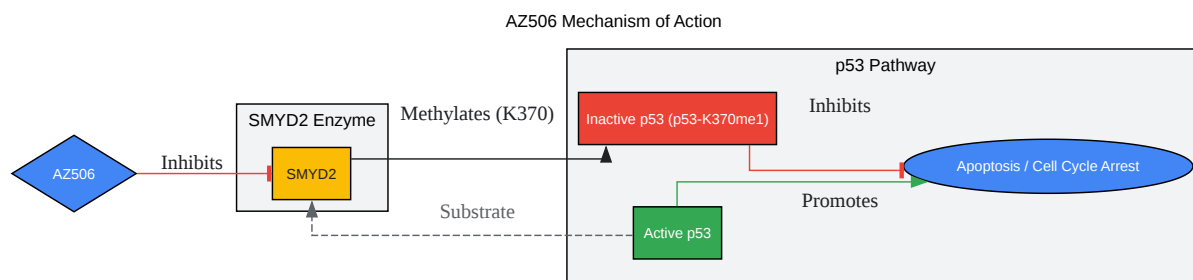 AZ506 Mechanism of Action
p53 Pathway
SMYD2 Enzyme
Methylates (K370)
Inactive p53 (p53-K370me1)
Inhibits
AZ506
Inhibits
SMYD2
Apoptosis / Cell Cycle Arrest
Substrate
Promotes
Active p53